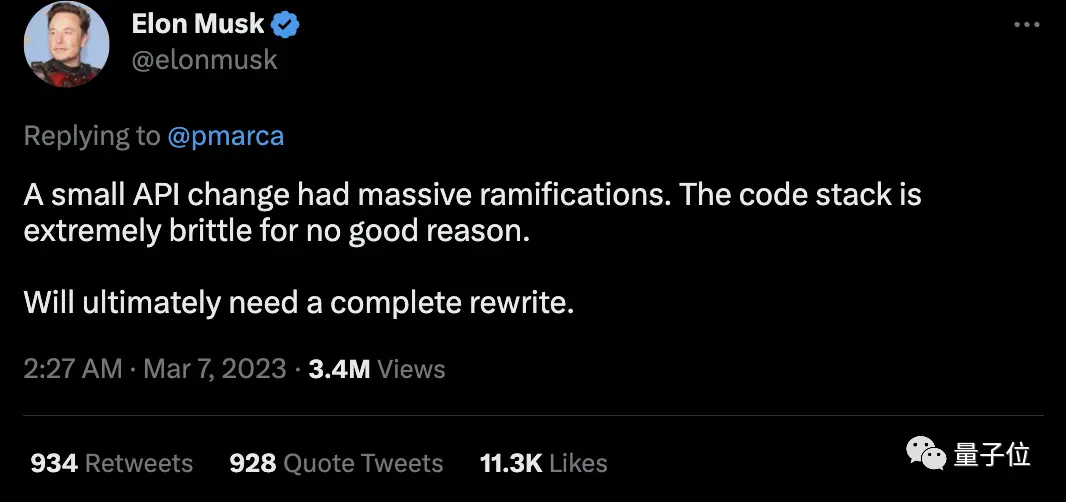 Elon Musk
@elonmusk
Replying to @pmarca
A small API change had massive ramifications. The code stack is
extremely brittle for no good reason.
Will ultimately need a complete rewrite.
2:27 AM · Mar 7, 2023 · 3.4M Views
934 Retweets 928 Quote Tweets 11.3K Likes
量子位